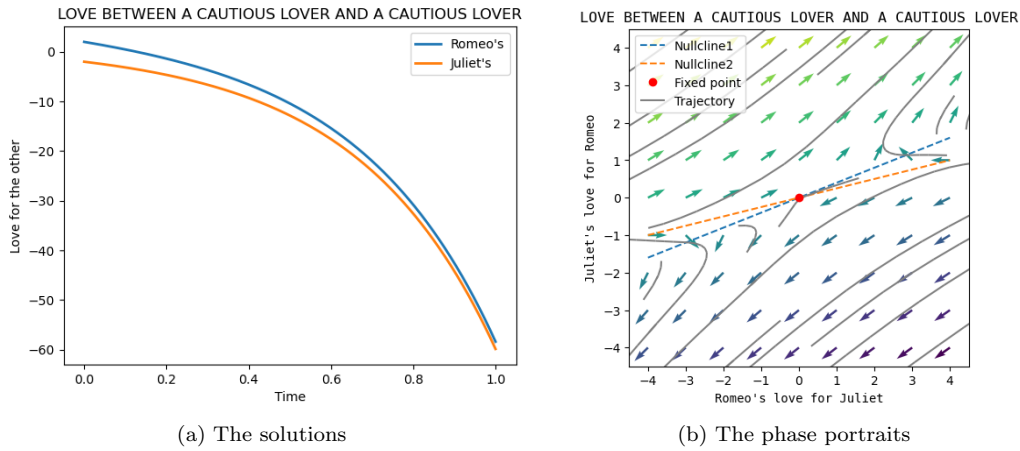 LOVE BETWEEN A CAUTIOUS LOVER AND A CAUTIOUS LOVER
Romeo's
Juliet's
0
−10
−20
−30
−40
−50
−60
Love for the other
0.0 0.2 0.4 0.6 0.8 1.0
Time
(a) The solutions
LOVE BETWEEN A CAUTIOUS LOVER AND A CAUTIOUS LOVER
Nullcline1
Nullcline2
Fixed point
Trajectory
4
3
2
1
0
−1
−2
−3
−4
Juliet's love for Romeo
−4 −3 −2 −1 0 1 2 3 4
Romeo's love for Juliet
(b) The phase portraits